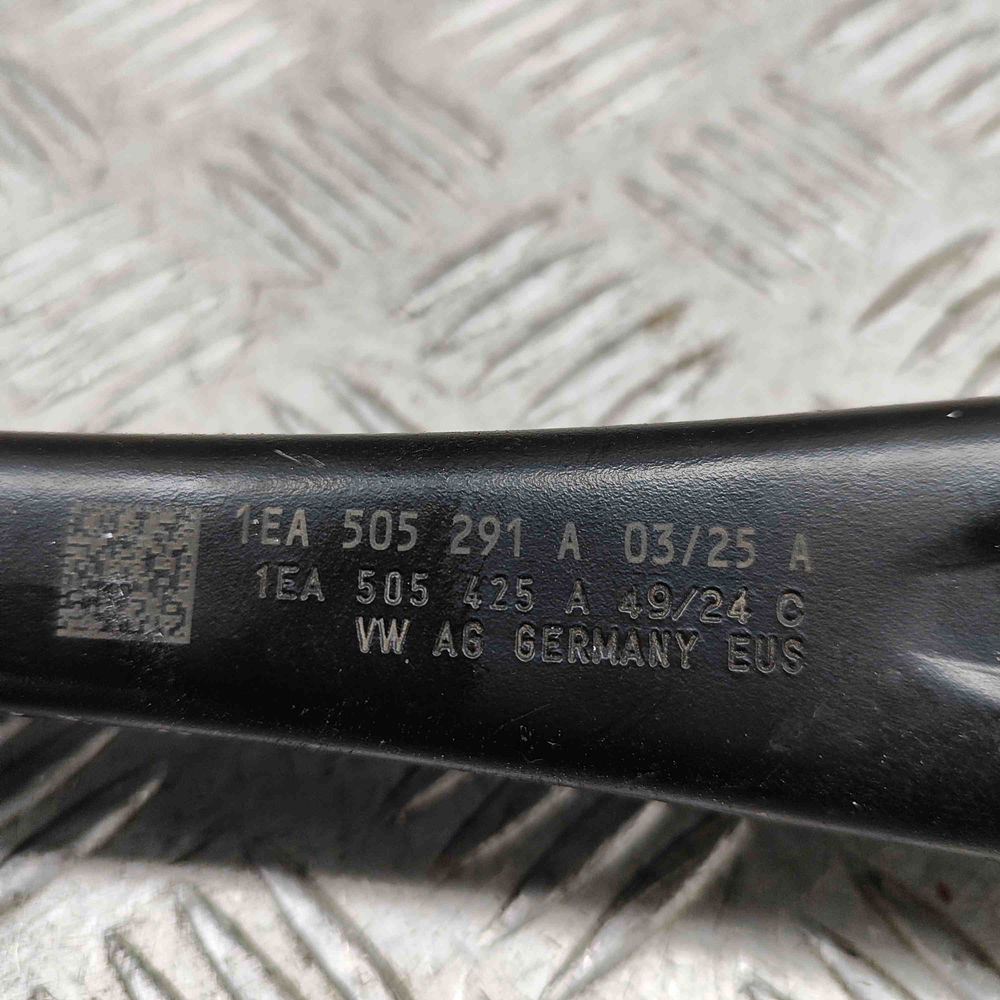 1EA 505 291 A 03/25 A
1EA 505 425 A 49/24 C
VW AG GERMANY EUS